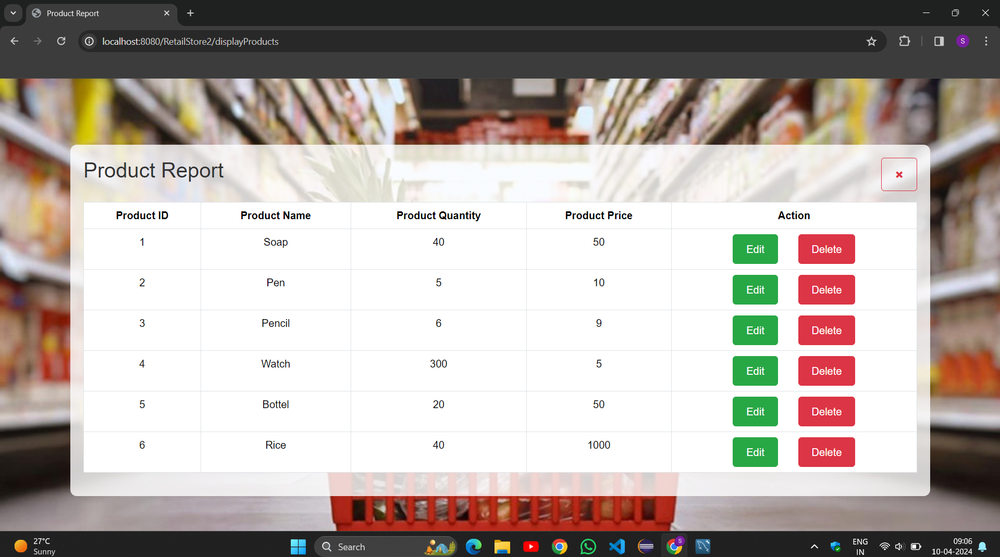 Product Report
localhost:8080/RetailStore2/displayProducts
S
Product Report
Product ID Product Name Product Quantity Product Price Action
1 Soap 40 50 Edit Delete
2 Pen 5 10 Edit Delete
3 Pencil 6 9 Edit Delete
4 Watch 300 5 Edit Delete
5 Bottel 20 50 Edit Delete
6 Rice 40 1000 Edit Delete
27°C
Sunny
Search
S
ENG
IN
09:06
10-04-2024